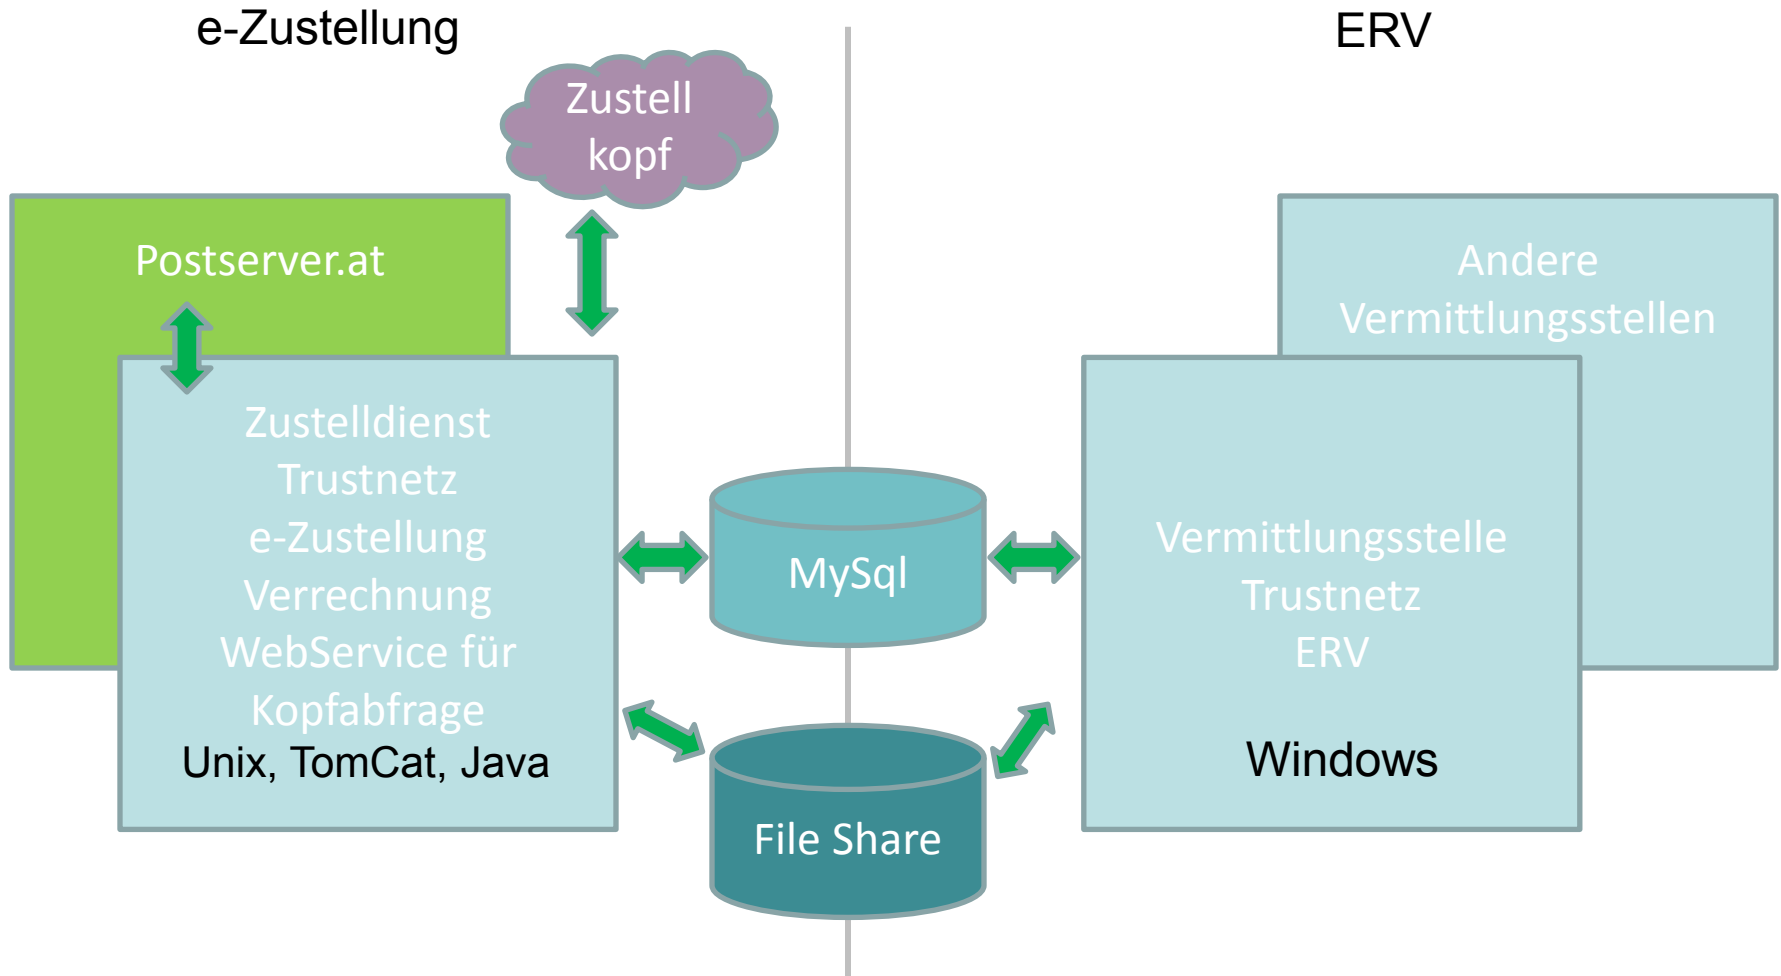 e-Zustellung
ERV
Zustell
kopf
Postserver.at
Andere
Vermittlungsstellen
Zustelldienst
Trustnetz
e-Zustellung
Verrechnung
WebService für
Kopfabfrage
Unix, TomCat, Java
MySql
File Share
Vermittlungsstelle
Trustnetz
ERV
Windows